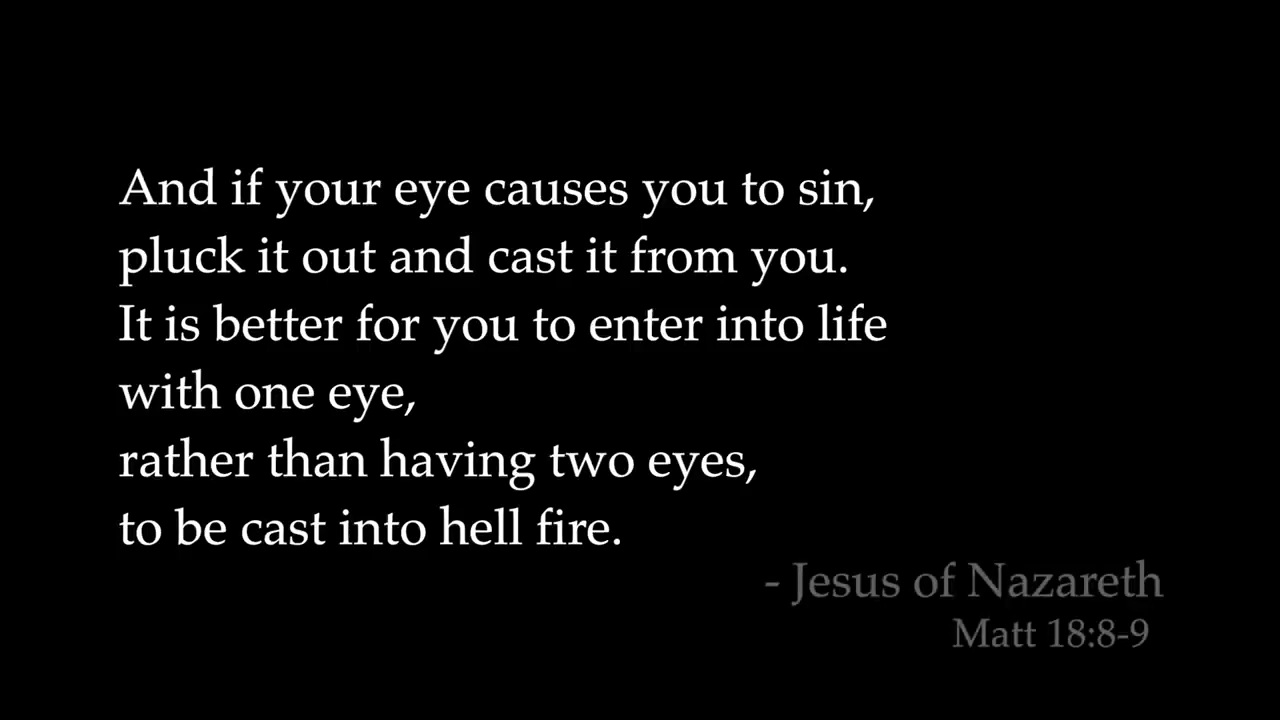 And if your eye causes you to sin,
pluck it out and cast it from you.
It is better for you to enter into life
with one eye,
rather than having two eyes,
to be cast into hell fire.
- Jesus of Nazareth
Matt 18:8-9